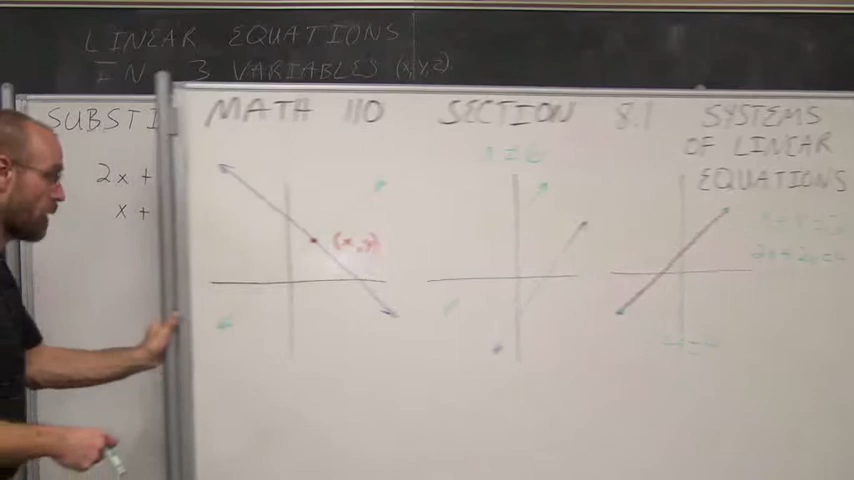 LINEAR EQUATIONS
IN 3 VARIABLES (x,y,z)
SUBSTI
2x +
x +
MATH 110 SECTION 8.1 SYSTEMS
OF LINEAR
EQUATIONS
(x,y)